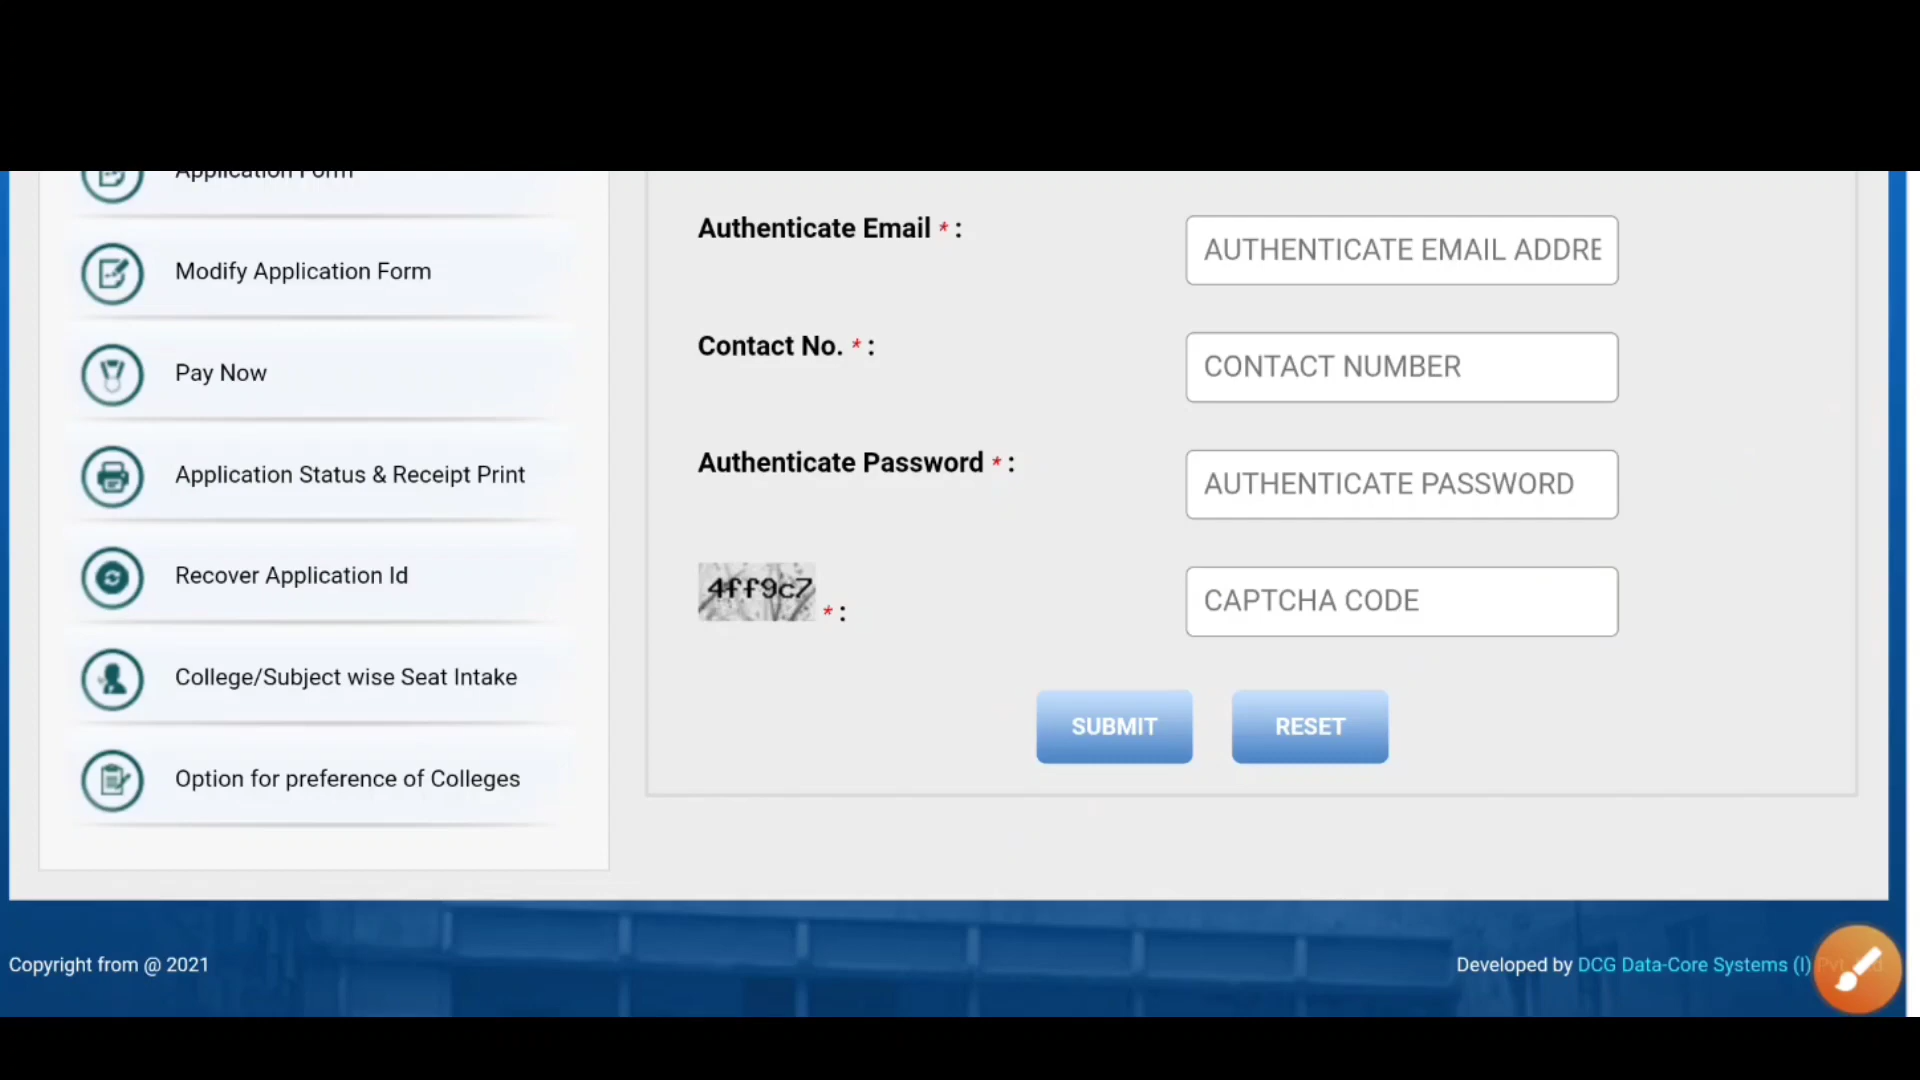 Application Form
Modify Application Form
Pay Now
Application Status & Receipt Print
Recover Application Id
College/Subject wise Seat Intake
Option for preference of Colleges
Authenticate Email * :
AUTHENTICATE EMAIL ADDRE
Contact No. * :
CONTACT NUMBER
Authenticate Password * :
AUTHENTICATE PASSWORD
4ff9c7 * :
CAPTCHA CODE
SUBMIT
RESET
Copyright from @ 2021
Developed by DCG Data-Core Systems (I)